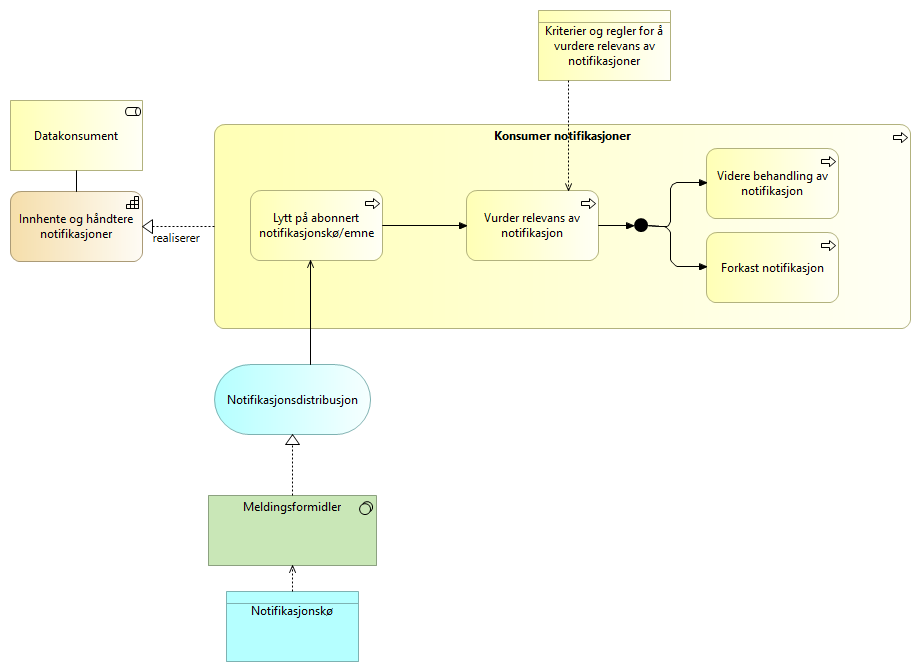 Kriterier og regler for å
vurdere relevans av
notifikasjoner
Datakonsument
Konsumer notifikasjoner
Innhente og håndtere
notifikasjoner
realiserer
Lytt på abonnert
notifikasjonskø/emne
Vurder relevans av
notifikasjon
Videre behandling av
notifikasjon
Forkast notifikasjon
Notifikasjonsdistribusjon
Meldingsformidler
Notifikasjonskø